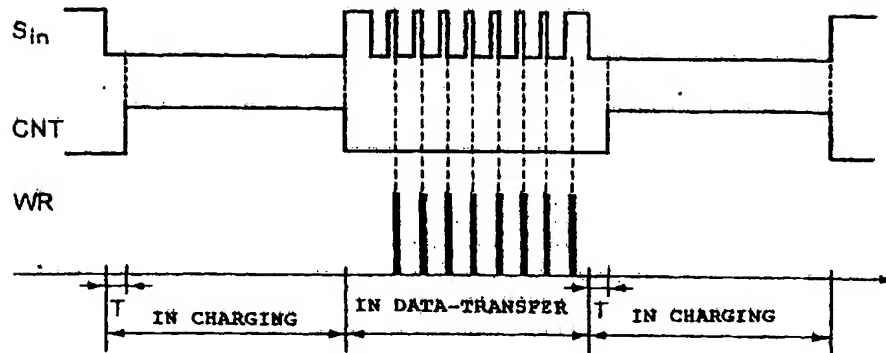 Sin
CNT
WR
T
IN CHARGING
IN DATA-TRANSFER
T
IN CHARGING